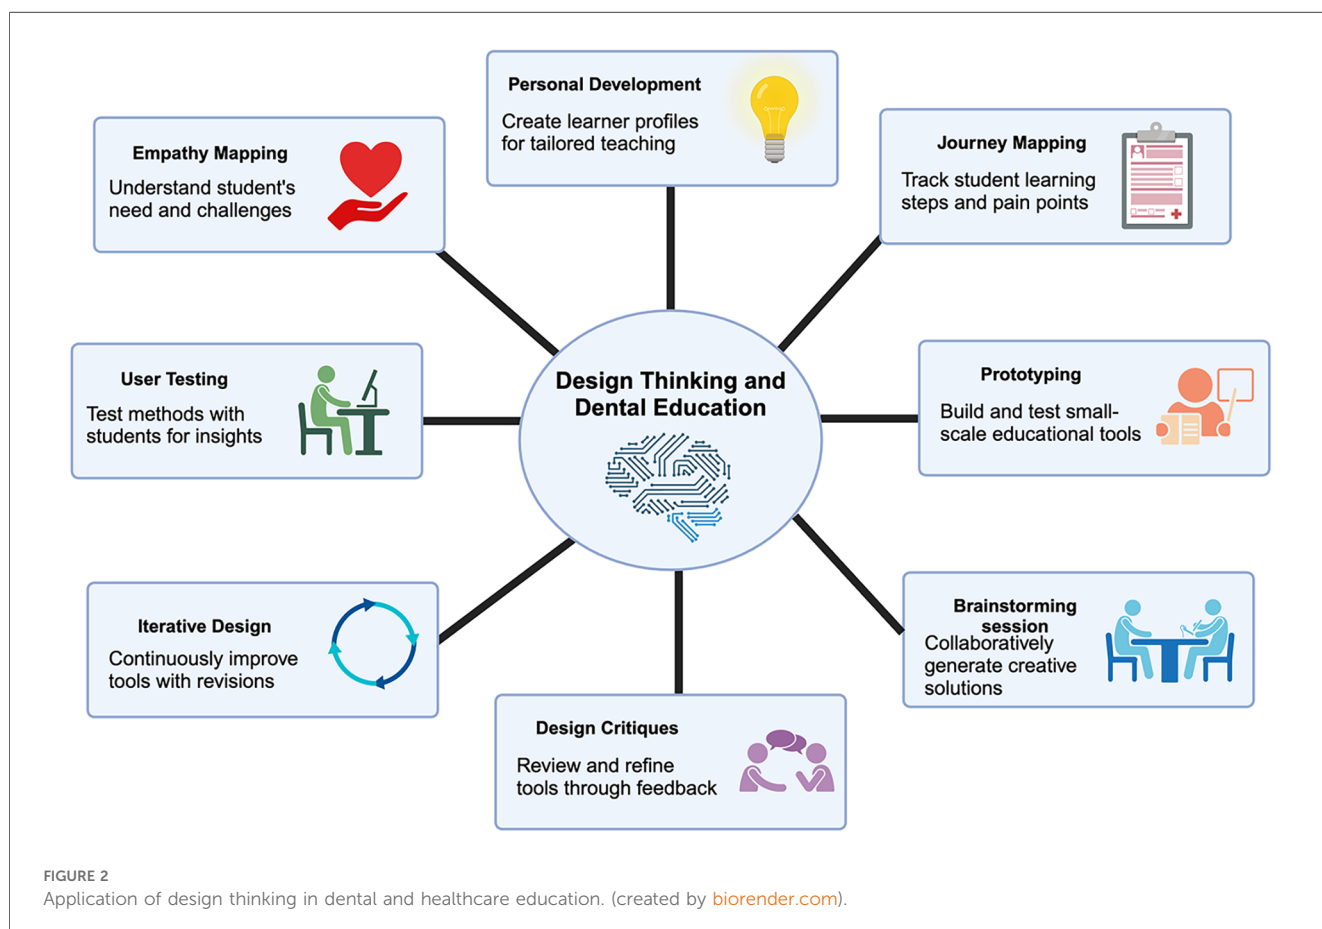 Personal Development
Create learner profiles
for tailored teaching
Empathy Mapping
Understand student's
need and challenges
Journey Mapping
Track student learning
steps and pain points
User Testing
Test methods with
students for insights
Design Thinking and
Dental Education
Prototyping
Build and test small-
scale educational tools
Iterative Design
Continuously improve
tools with revisions
Brainstorming
session
Collaboratively
generate creative
solutions
Design Critiques
Review and refine
tools through feedback
FIGURE 2
Application of design thinking in dental and healthcare education. (created by biorender.com).